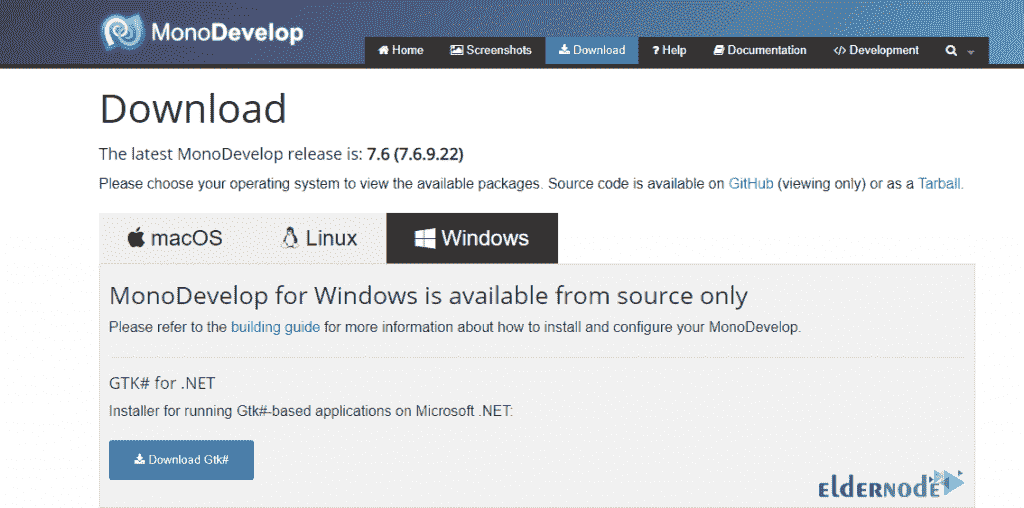 MonoDevelop
Home Screenshots Download Help Documentation Development
Download
The latest MonoDevelop release is: 7.6 (7.6.9.22)
Please choose your operating system to view the available packages. Source code is available on GitHub (viewing only) or as a Tarball.
macOS Linux Windows
MonoDevelop for Windows is available from source only
Please refer to the building guide for more information about how to install and configure your MonoDevelop.
GTK# for .NET
Installer for running Gtk#-based applications on Microsoft .NET:
Download Gtk#
ELDERNODE